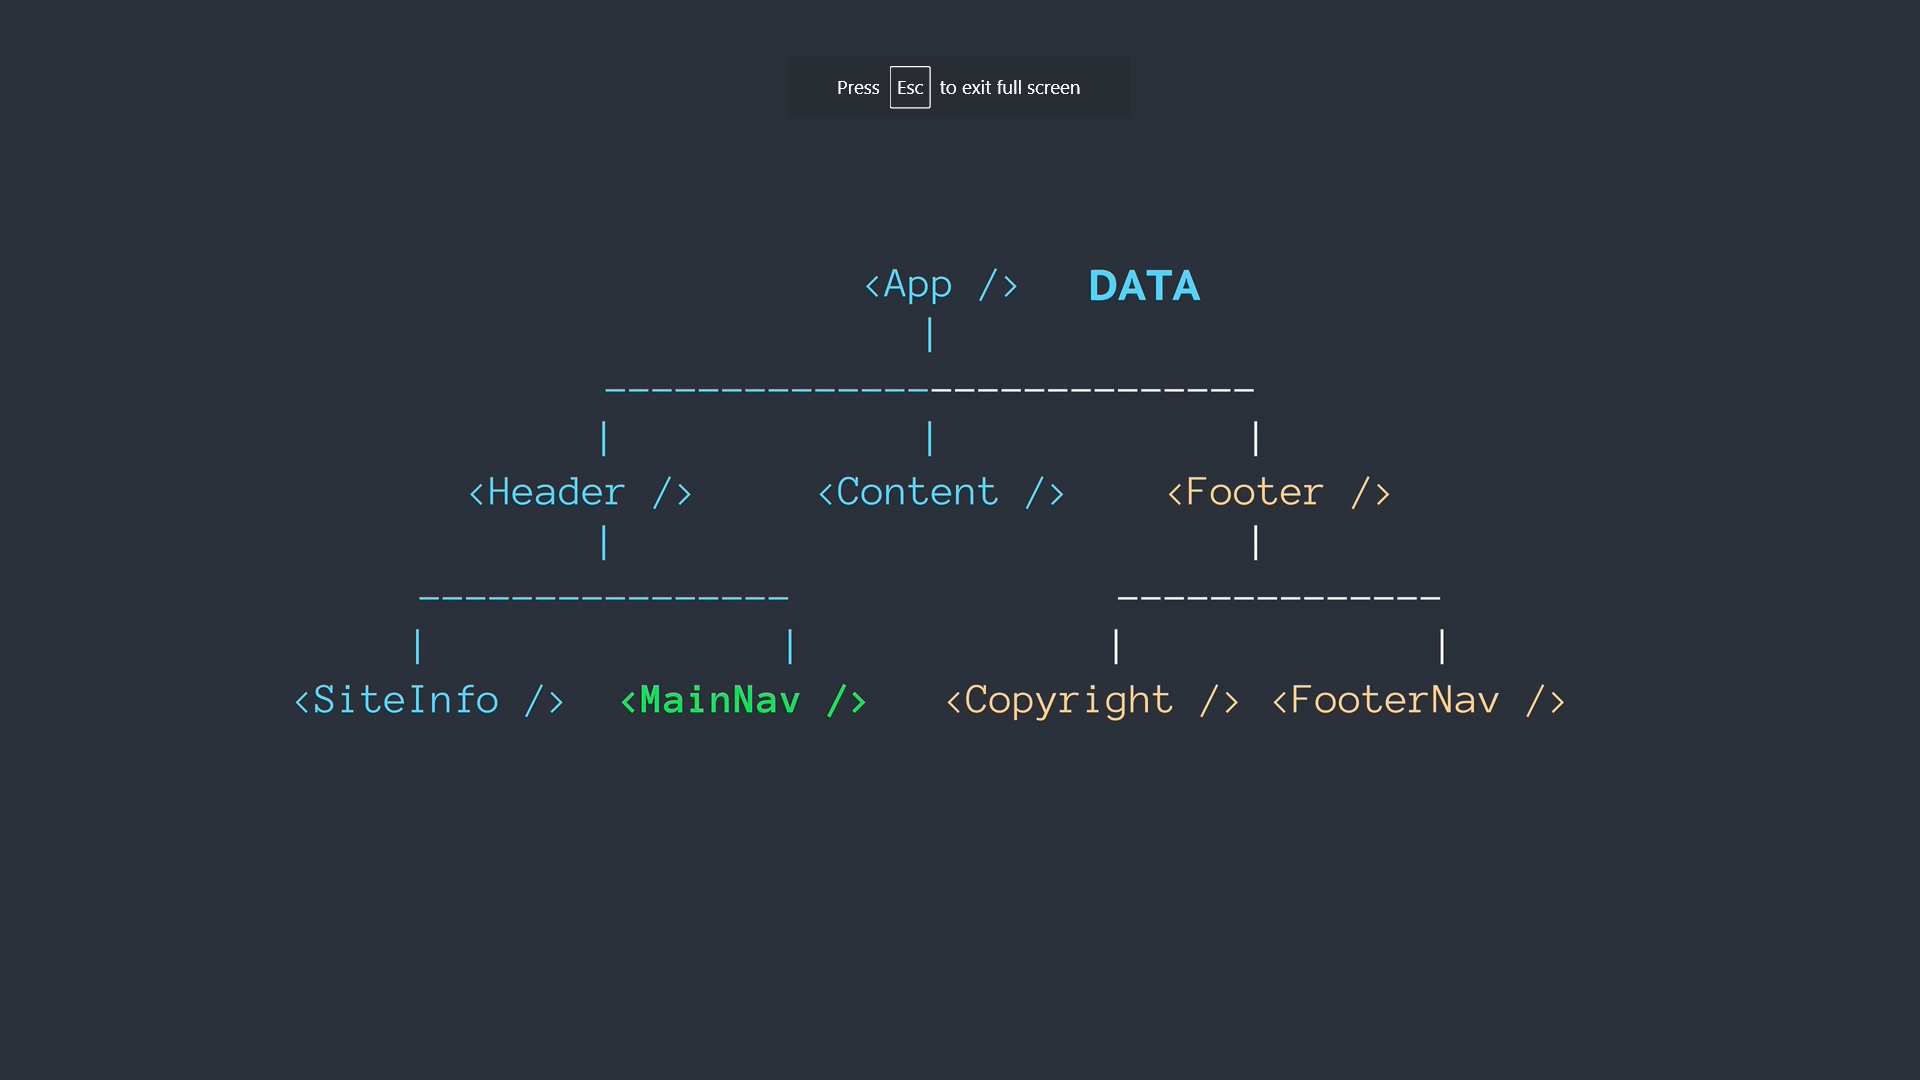 Press Esc to exit full screen
<App /> DATA
|
----------------------------
| | |
<Header /> <Content /> <Footer />
| |
---------------- --------------
| | | |
<SiteInfo /> <MainNav /> <Copyright /> <FooterNav />